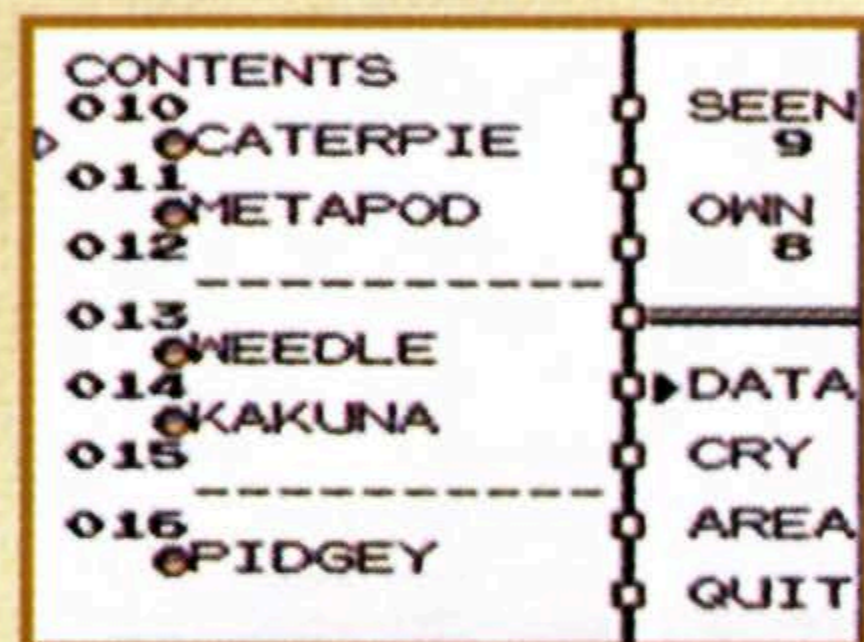 CONTENTS
010
CATERPIE
011
METAPOD
012
------------
013
WEEDLE
014
KAKUNA
015
------------
016
PIDGEY
SEEN
9
OWN
8
DATA
CRY
AREA
QUIT